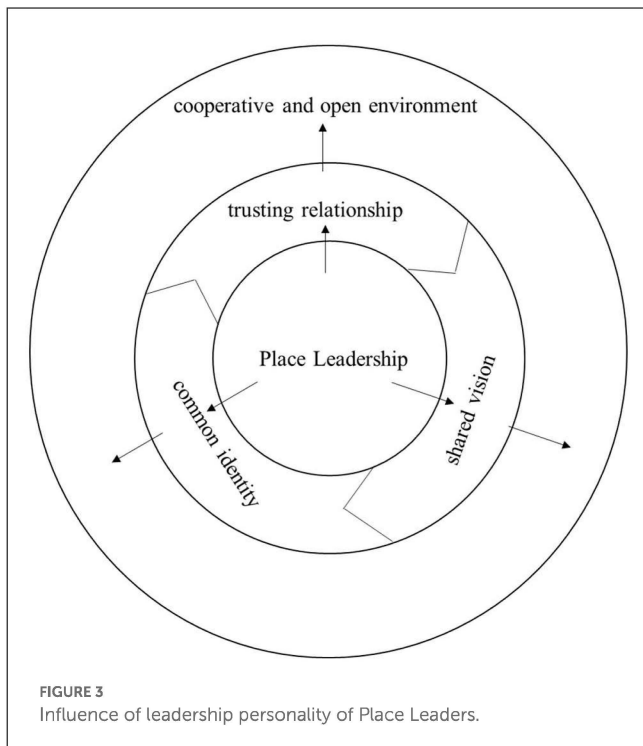 cooperative and open environment
trusting relationship
Place Leadership
common identity
shared vision
FIGURE 3
Influence of leadership personality of Place Leaders.